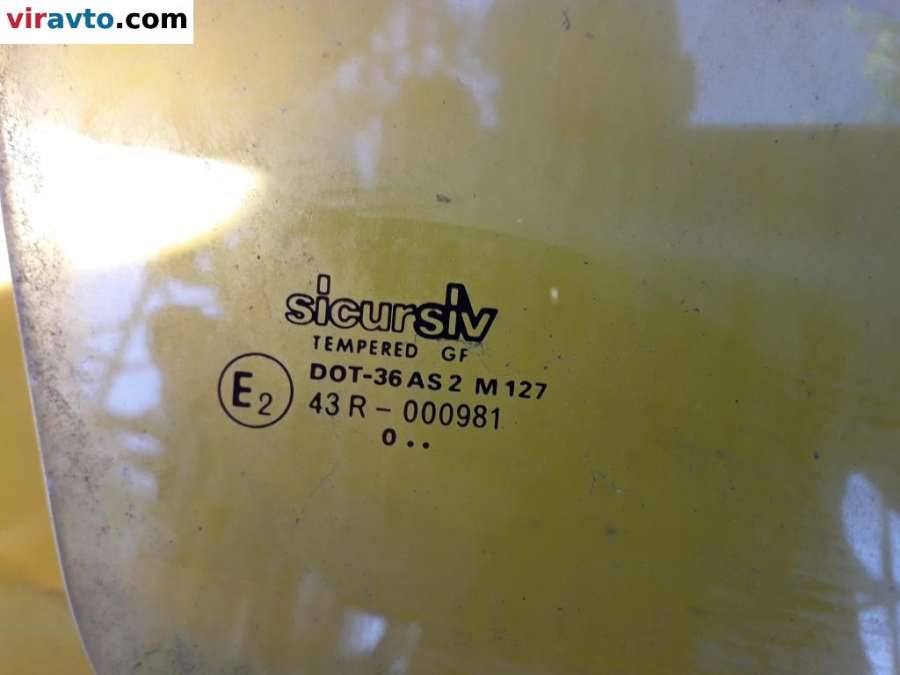 viravto.com
sicursiv
TEMPERED GF
DOT-36 AS 2 M 127
E2
43 R - 000981
0 ..